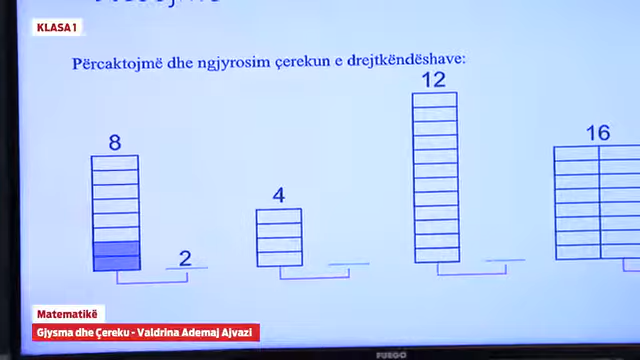 KLASA 1
Përcaktojmë dhe ngjyrosim çerekun e drejtkëndëshave:
8
2
4
12
16
Matematikë
Gjysma dhe Çereku - Valdrina Ademaj Ajvazi
FUEGO